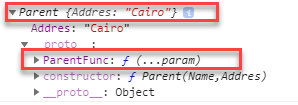 ▼ Parent {Addres: "Cairo"} i
Addres: "Cairo"
▼ __proto__:
▶ ParentFunc: ƒ (...param)
▶ constructor: ƒ Parent(Name,Addres)
▶ __proto__: Object